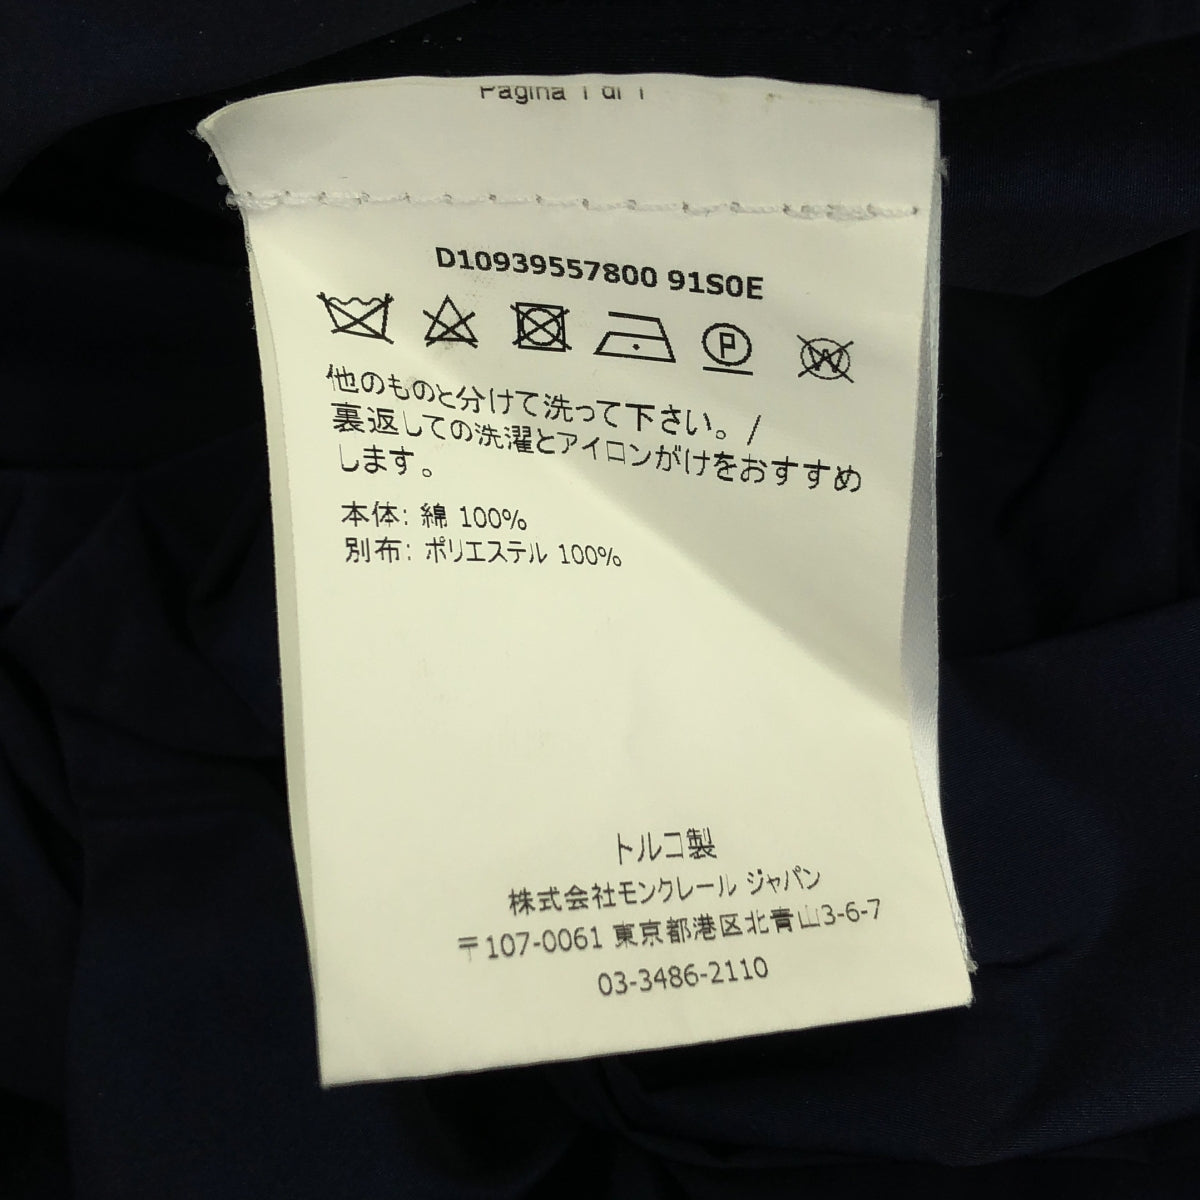 Pagina 1 di 1
D10939557800 91S0E
P W
他のものと分けて洗って下さい。/
裏返しての洗濯とアイロンがけをおすすめ
します。
本体: 綿 100%
別布: ポリエステル 100%
トルコ製
株式会社モンクレール ジャパン
〒107-0061 東京都港区北青山3-6-7
03-3486-2110